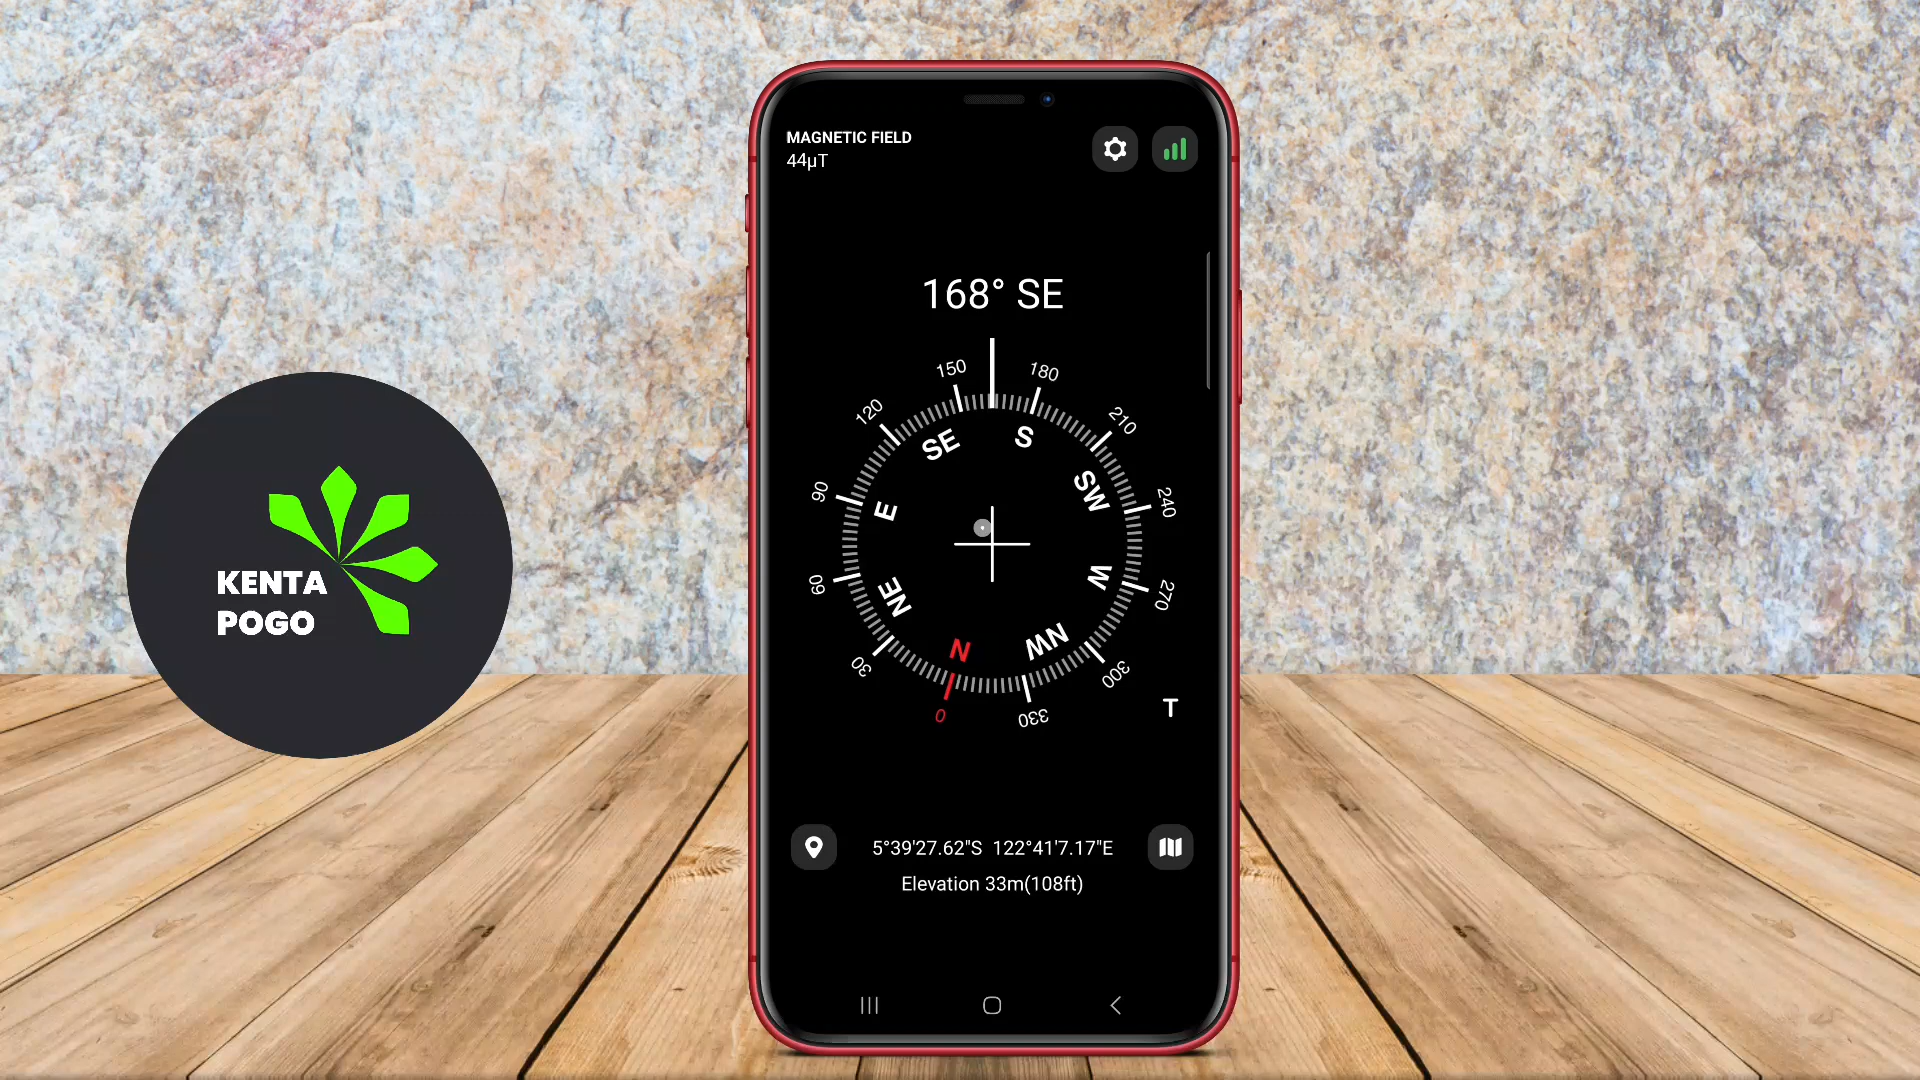 MAGNETIC FIELD
44µT
168° SE
150
180
120
210
SE
S
90
SW
240
E
60
W
270
NE
N
NW
30
300
0
330
T
5°39'27.62"S 122°41'7.17"E
Elevation 33m(108ft)
KENTA
POGO